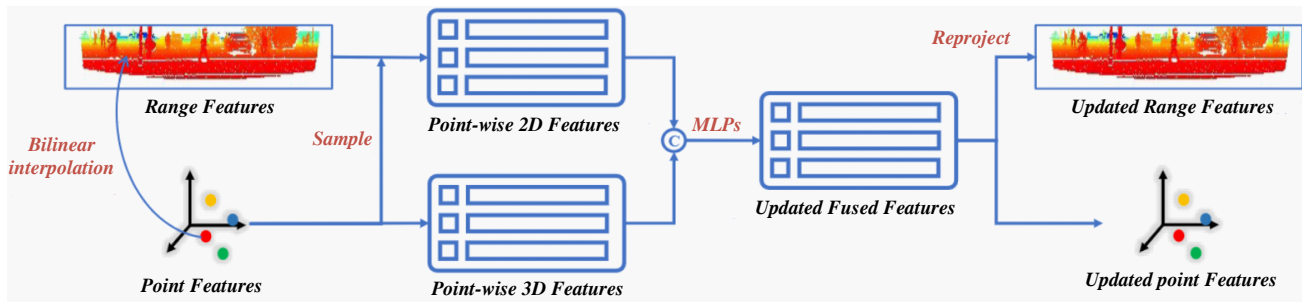 Range Features
Bilinear
interpolation
Point Features
Sample
Point-wise 2D Features
Point-wise 3D Features
C
MLPs
Updated Fused Features
Reproject
Updated Range Features
Updated point Features